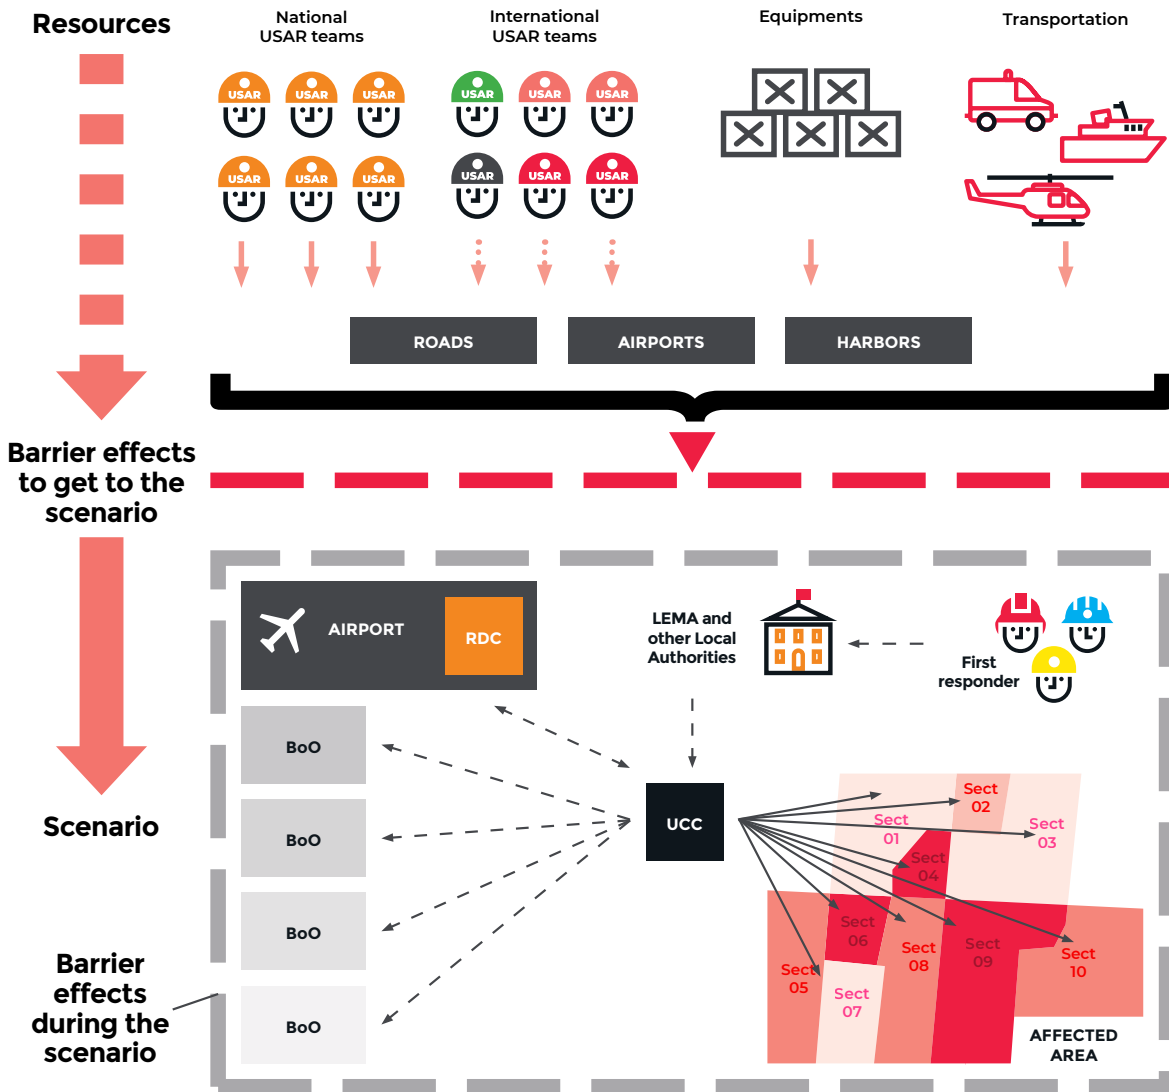 Resources
National
USAR teams
International
USAR teams
Equipments
Transportation
USAR
USAR
USAR
USAR
USAR
USAR
USAR
USAR
USAR
USAR
USAR
USAR
ROADS
AIRPORTS
HARBORS
Barrier effects
to get to the
scenario
AIRPORT
RDC
LEMA and
other Local
Authorities
First
responder
BoO
BoO
BoO
BoO
UCC
Scenario
Sect
01
Sect
02
Sect
03
Sect
04
Sect
05
Sect
06
Sect
07
Sect
08
Sect
09
Sect
10
AFFECTED
AREA
Barrier
effects
during the
scenario